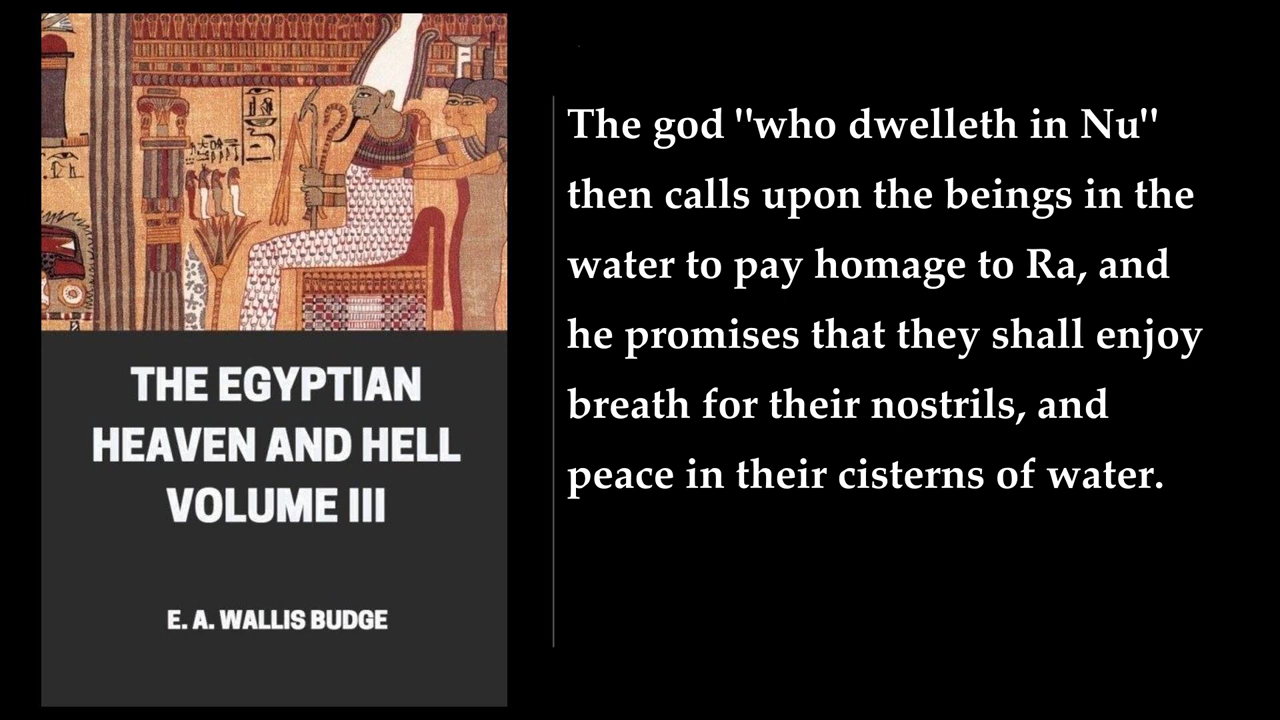 THE EGYPTIAN
HEAVEN AND HELL
VOLUME III
E. A. WALLIS BUDGE
The god "who dwelleth in Nu"
then calls upon the beings in the
water to pay homage to Ra, and
he promises that they shall enjoy
breath for their nostrils, and
peace in their cisterns of water.